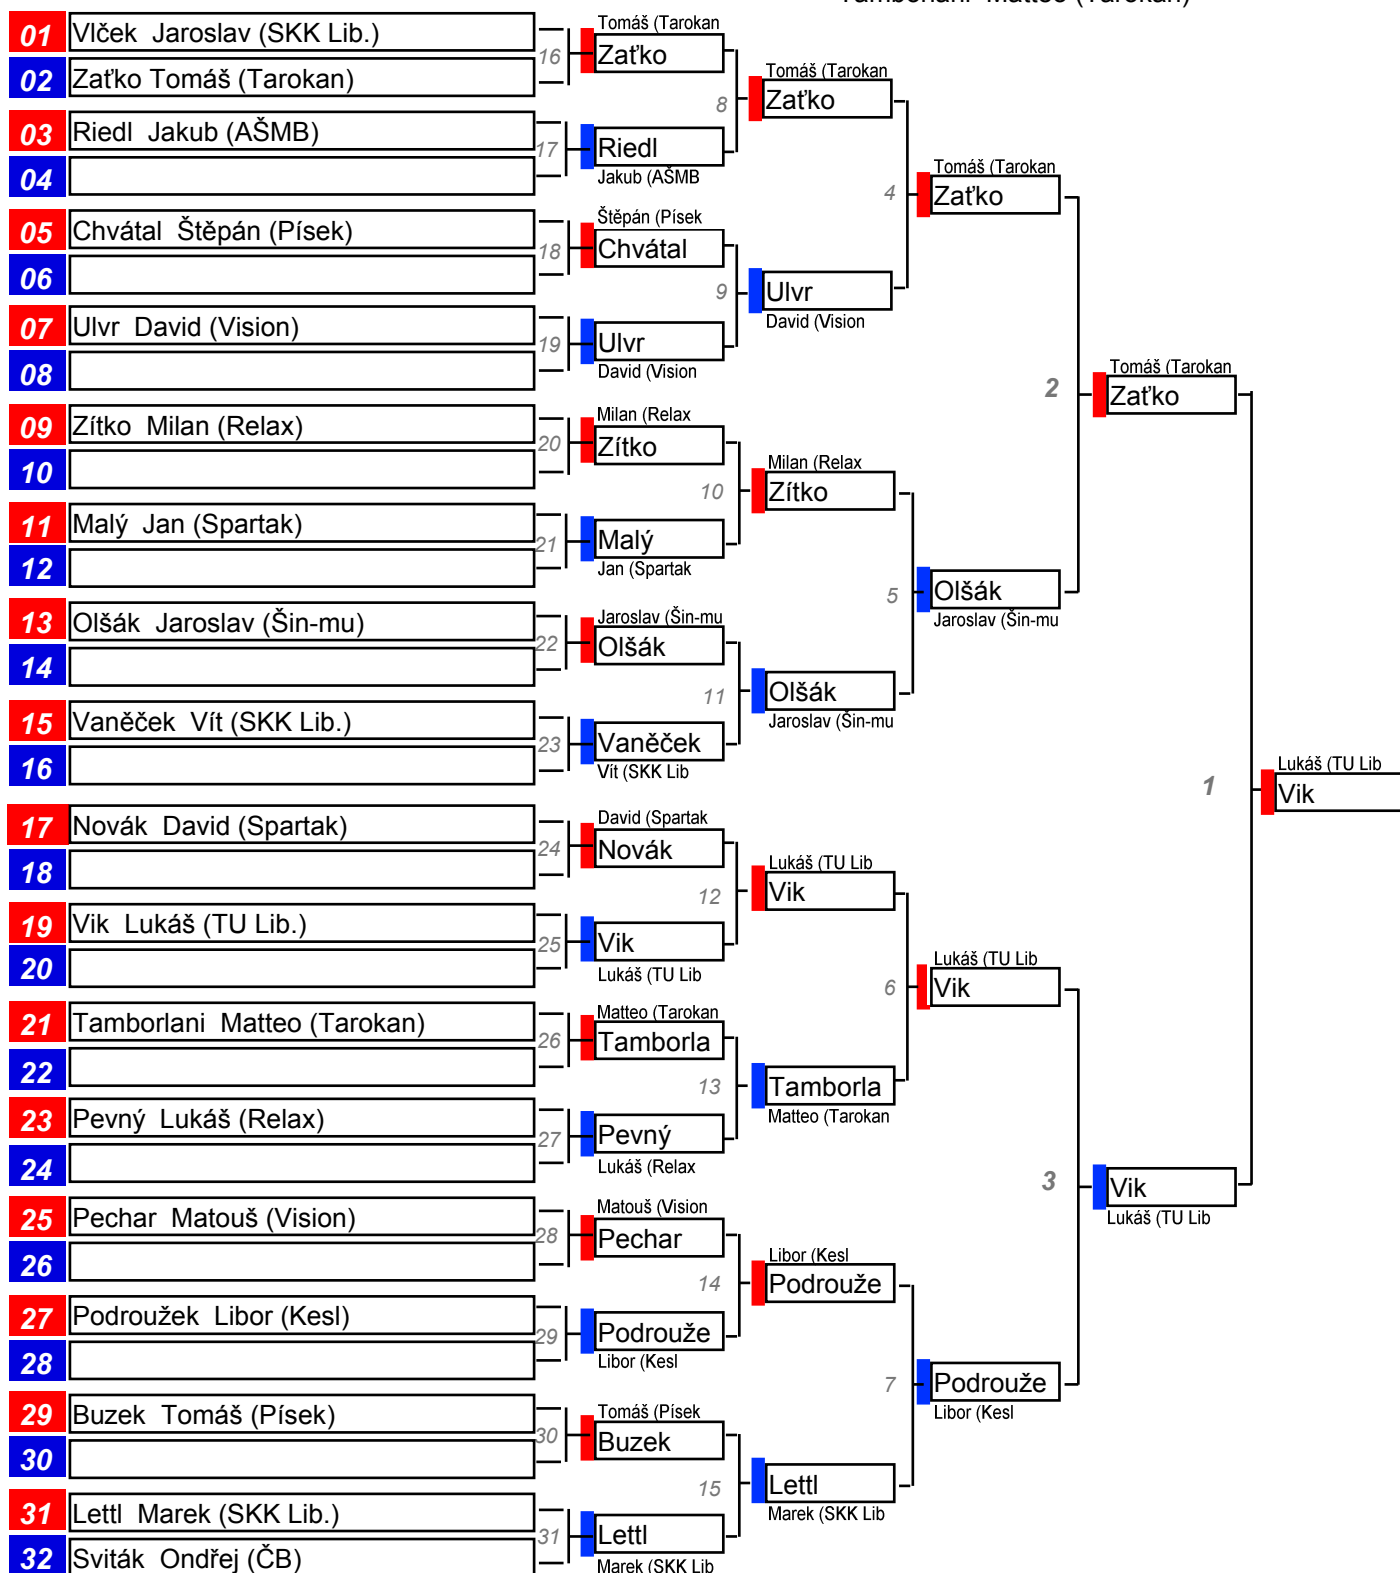 Tamborlani Matteo (Tarokan)
01 Vlček Jaroslav (SKK Lib.)
02 Zaťko Tomáš (Tarokan)
03 Riedl Jakub (AŠMB)
04
05 Chvátal Štěpán (Písek)
06
07 Ulvr David (Vision)
08
09 Zítko Milan (Relax)
10
11 Malý Jan (Spartak)
12
13 Olšák Jaroslav (Šin-mu)
14
15 Vaněček Vít (SKK Lib.)
16
17 Novák David (Spartak)
18
19 Vik Lukáš (TU Lib.)
20
21 Tamborlani Matteo (Tarokan)
22
23 Pevný Lukáš (Relax)
24
25 Pechar Matouš (Vision)
26
27 Podroužek Libor (Kesl)
28
29 Buzek Tomáš (Písek)
30
31 Lettl Marek (SKK Lib.)
32 Sviták Ondřej (ČB)
16
Tomáš (Tarokan
Zaťko
17
Riedl
Jakub (AŠMB
18
Štěpán (Písek
Chvátal
19
Ulvr
David (Vision
20
Milan (Relax
Zítko
21
Malý
Jan (Spartak
22
Jaroslav (Šin-mu
Olšák
23
Vaněček
Vít (SKK Lib
24
David (Spartak
Novák
25
Vik
Lukáš (TU Lib
26
Matteo (Tarokan
Tamborla
27
Pevný
Lukáš (Relax
28
Matouš (Vision
Pechar
29
Podrouže
Libor (Kesl
30
Tomáš (Písek
Buzek
31
Lettl
Marek (SKK Lib
8
Tomáš (Tarokan
Zaťko
9
Ulvr
David (Vision
10
Milan (Relax
Zítko
11
Olšák
Jaroslav (Šin-mu
12
Lukáš (TU Lib
Vik
13
Tamborla
Matteo (Tarokan
14
Libor (Kesl
Podrouže
15
Lettl
Marek (SKK Lib
4
Tomáš (Tarokan
Zaťko
5
Olšák
Jaroslav (Šin-mu
6
Lukáš (TU Lib
Vik
7
Podrouže
Libor (Kesl
2
Tomáš (Tarokan
Zaťko
3
Vik
Lukáš (TU Lib
1
Lukáš (TU Lib
Vik